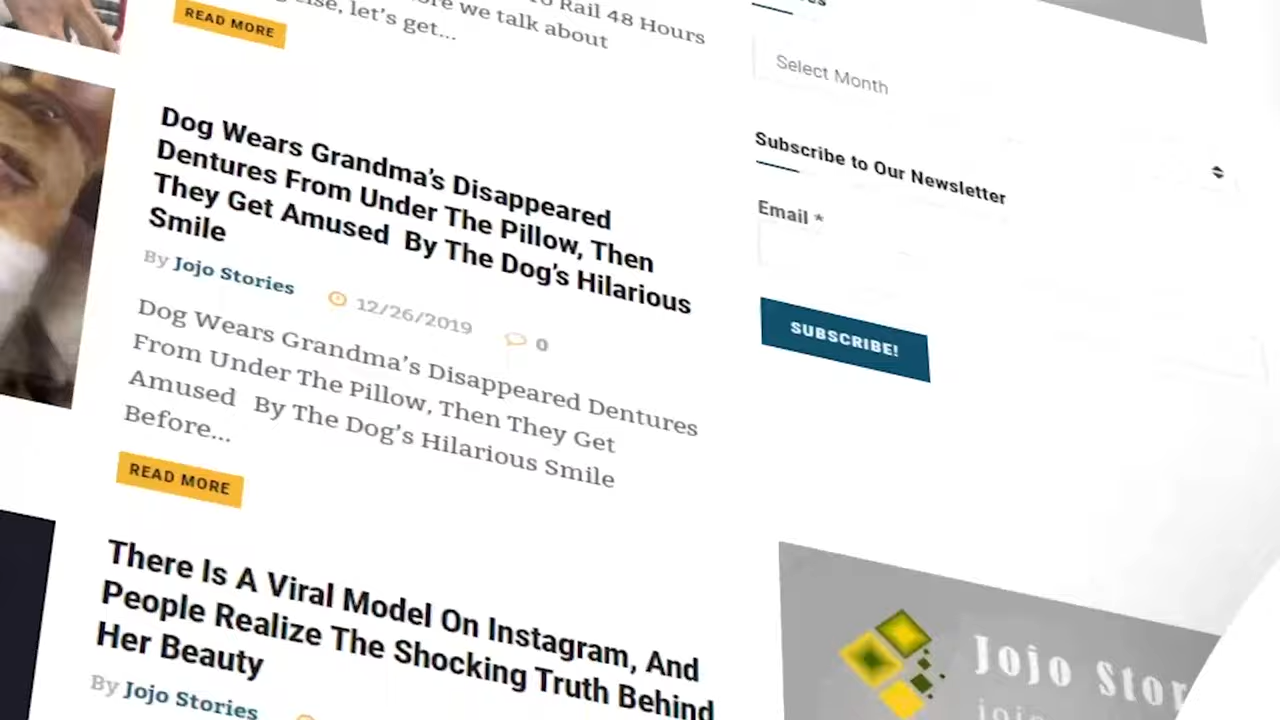 To Rail 48 Hours
else, let's get...
we talk about
READ MORE
Dog Wears Grandma's Disappeared
Dentures From Under The Pillow, Then
They Get Amused By The Dog's Hilarious
Smile
By Jojo Stories 12/26/2019 0
Dog Wears Grandma's Disappeared Dentures
From Under The Pillow, Then They Get
Amused By The Dog's Hilarious Smile
Before...
READ MORE
There Is A Viral Model On Instagram, And
People Realize The Shocking Truth Behind
Her Beauty
By Jojo Stories
Select Month
Subscribe to Our Newsletter
Email *
SUBSCRIBE!
Jojo Stor